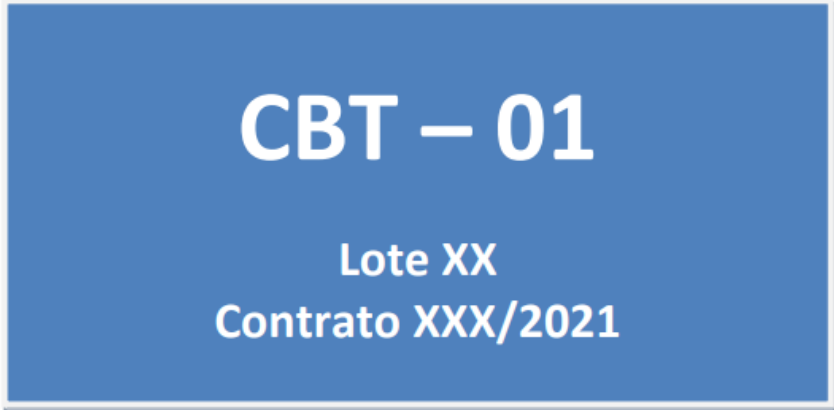 CBT – 01
Lote XX
Contrato XXX/2021